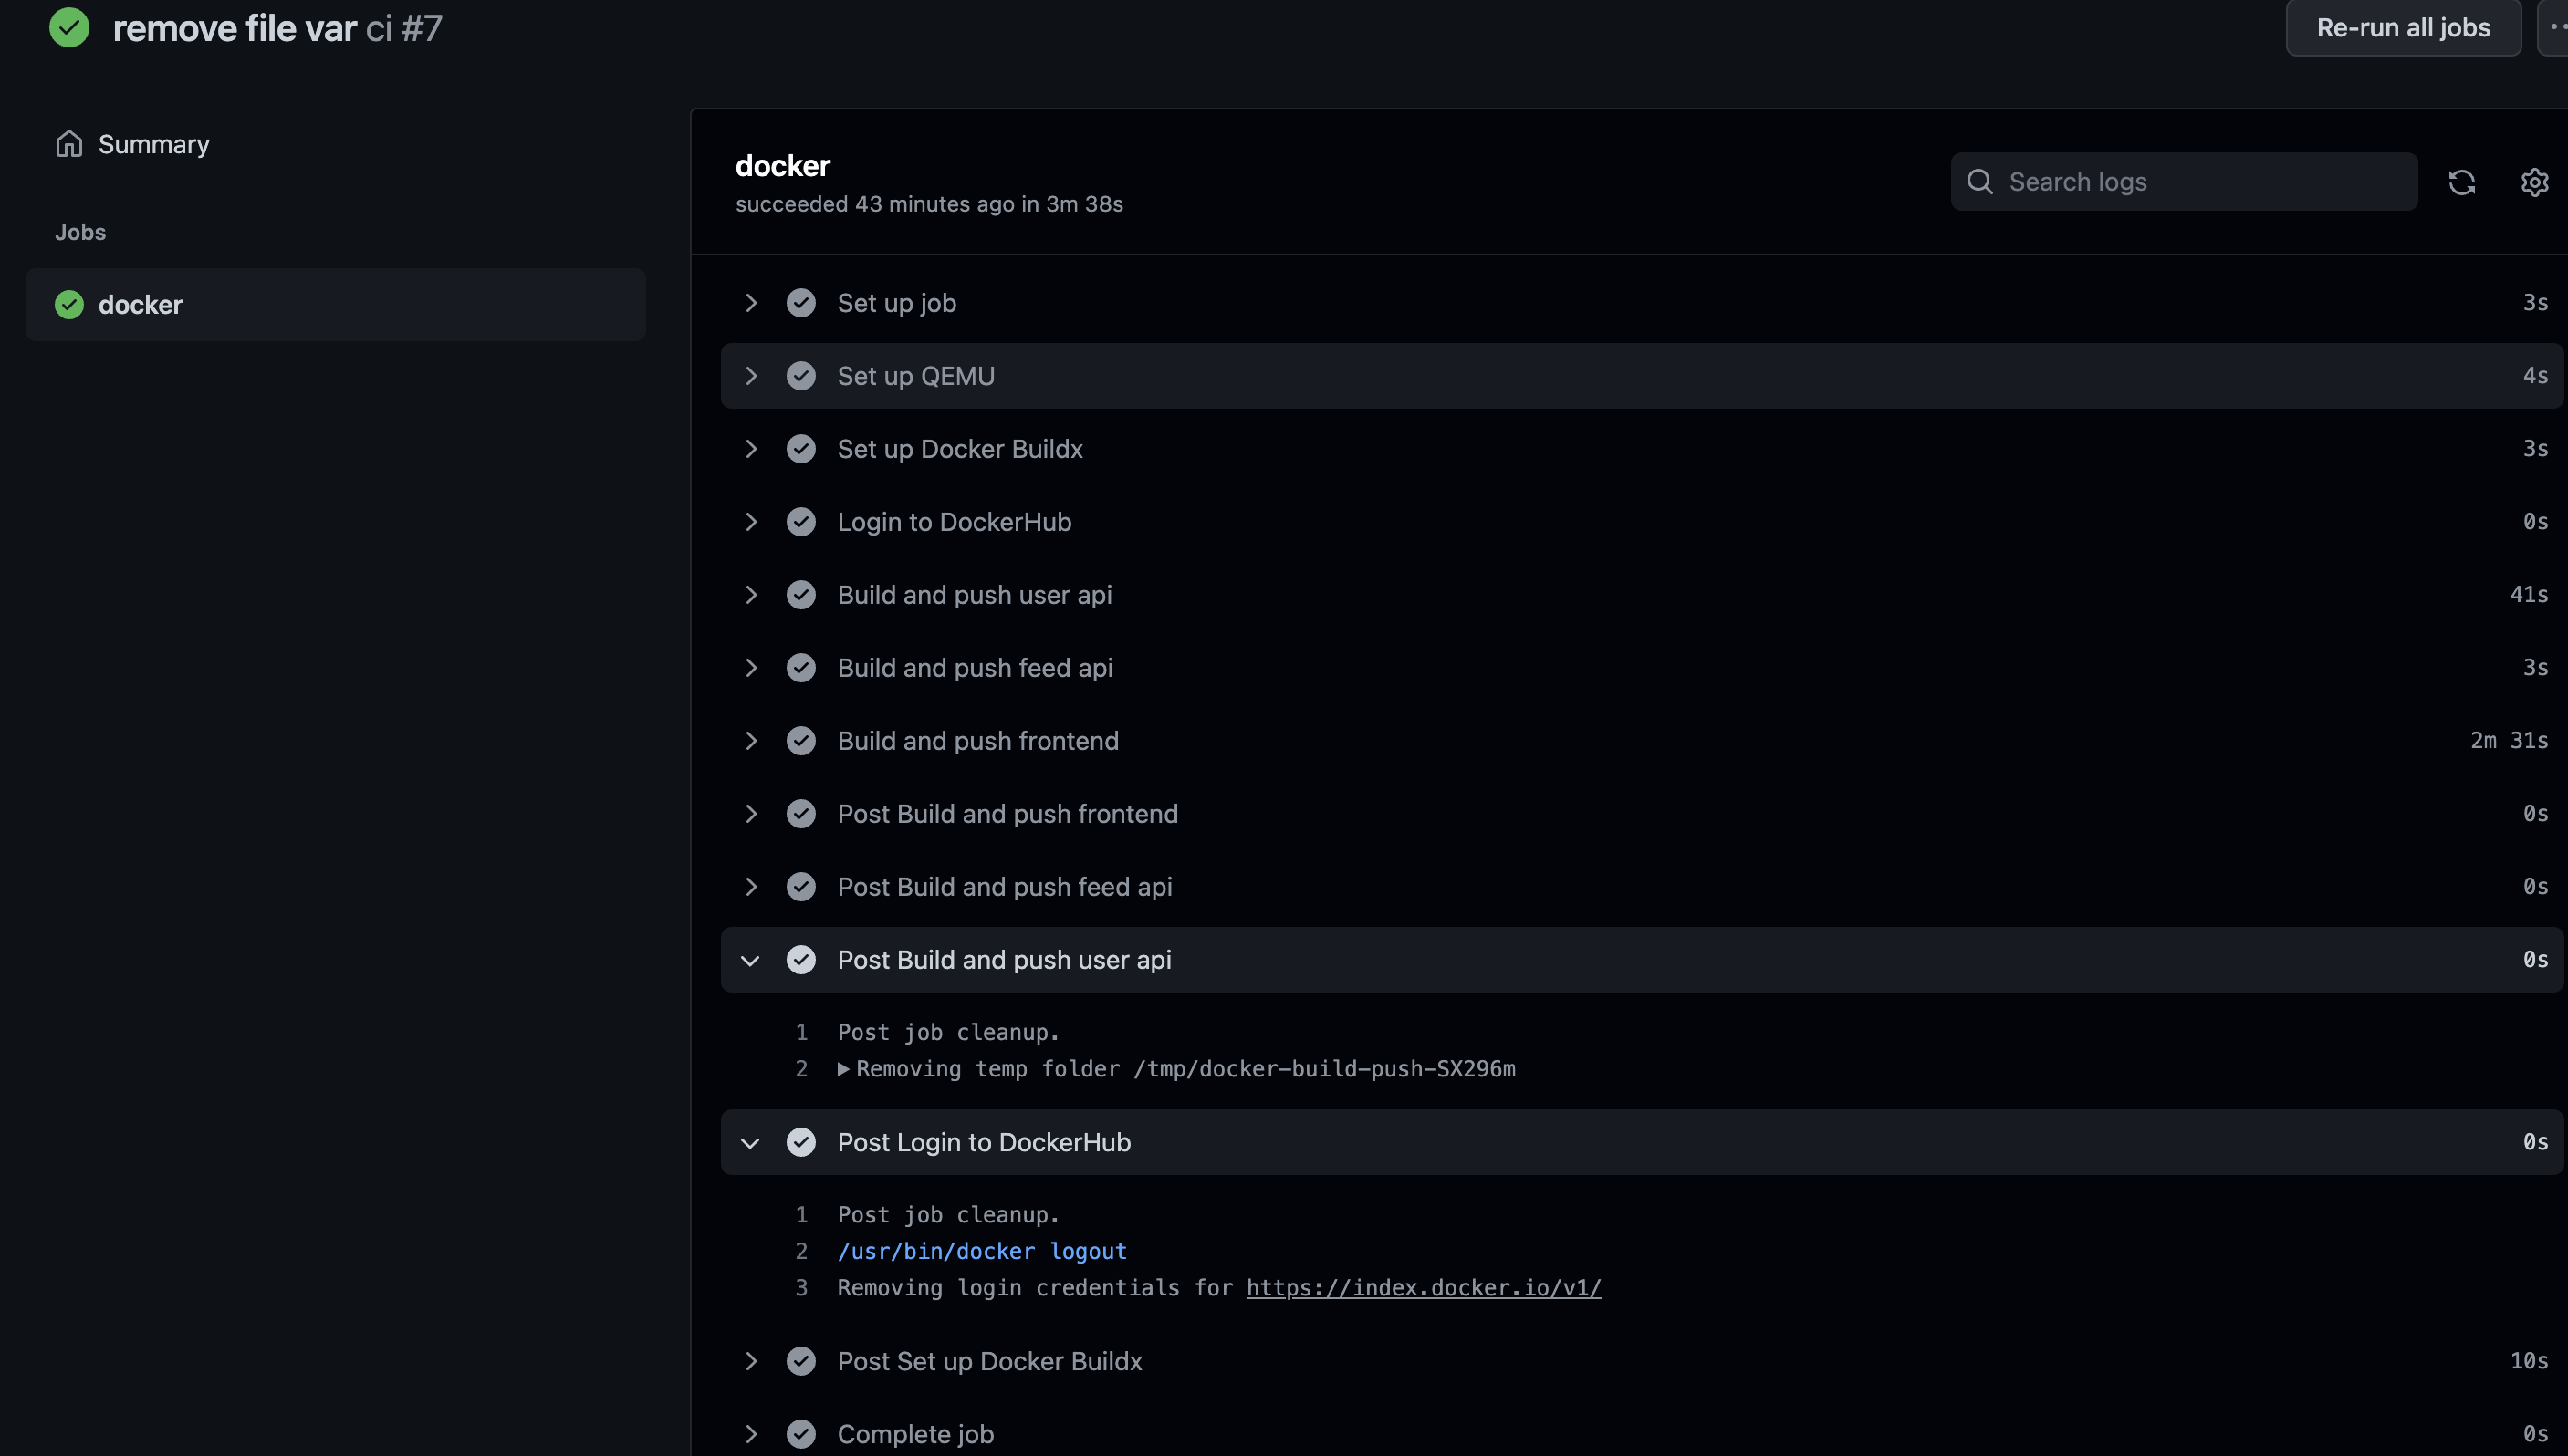 remove file var ci #7
Re-run all jobs
Summary
Jobs
docker
docker
succeeded 43 minutes ago in 3m 38s
Search logs
Set up job 3s
Set up QEMU 4s
Set up Docker Buildx 3s
Login to DockerHub 0s
Build and push user api 41s
Build and push feed api 3s
Build and push frontend 2m 31s
Post Build and push frontend 0s
Post Build and push feed api 0s
Post Build and push user api 0s
1 Post job cleanup.
2 Removing temp folder /tmp/docker-build-push-SX296m
Post Login to DockerHub 0s
1 Post job cleanup.
2 /usr/bin/docker logout
3 Removing login credentials for https://index.docker.io/v1/
Post Set up Docker Buildx 10s
Complete job 0s